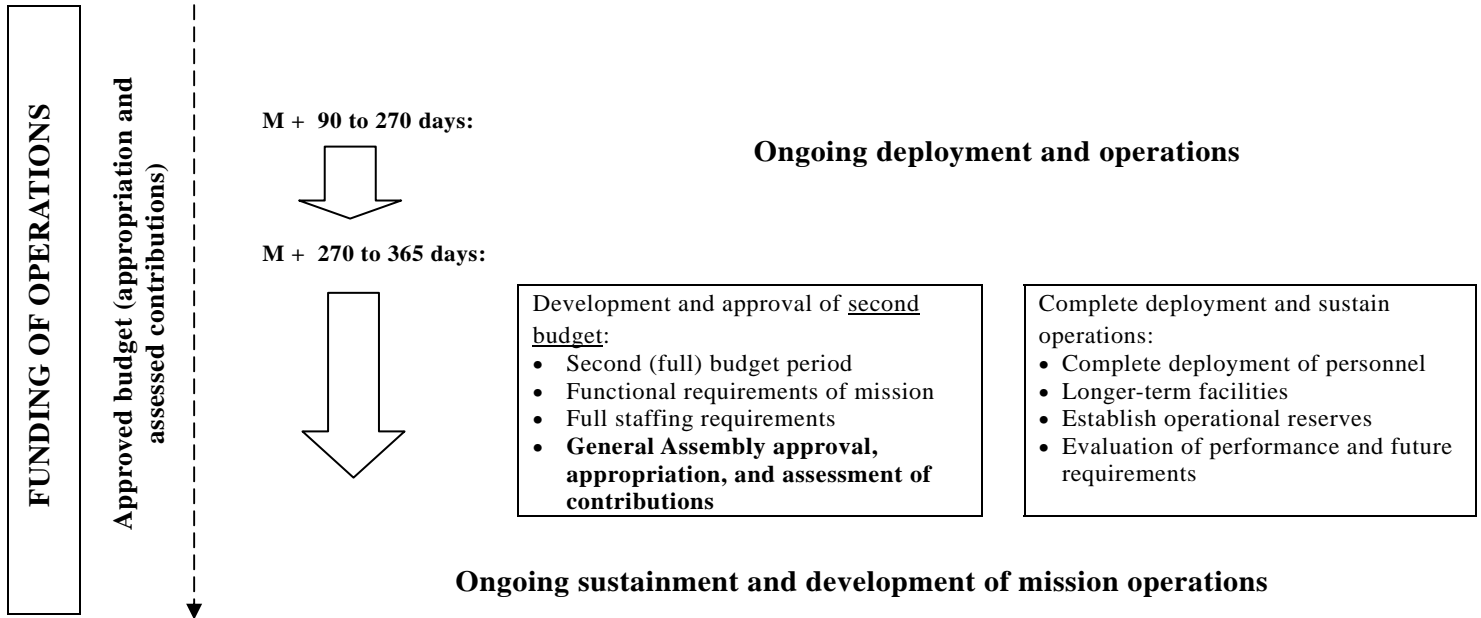 FUNDING OF OPERATIONS
Approved budget (appropriation and
assessed contributions)
M + 90 to 270 days:
Ongoing deployment and operations
M + 270 to 365 days:
Development and approval of second
budget:
• Second (full) budget period
• Functional requirements of mission
• Full staffing requirements
• General Assembly approval,
appropriation, and assessment of
contributions
Complete deployment and sustain
operations:
• Complete deployment of personnel
• Longer-term facilities
• Establish operational reserves
• Evaluation of performance and future
requirements
Ongoing sustainment and development of mission operations